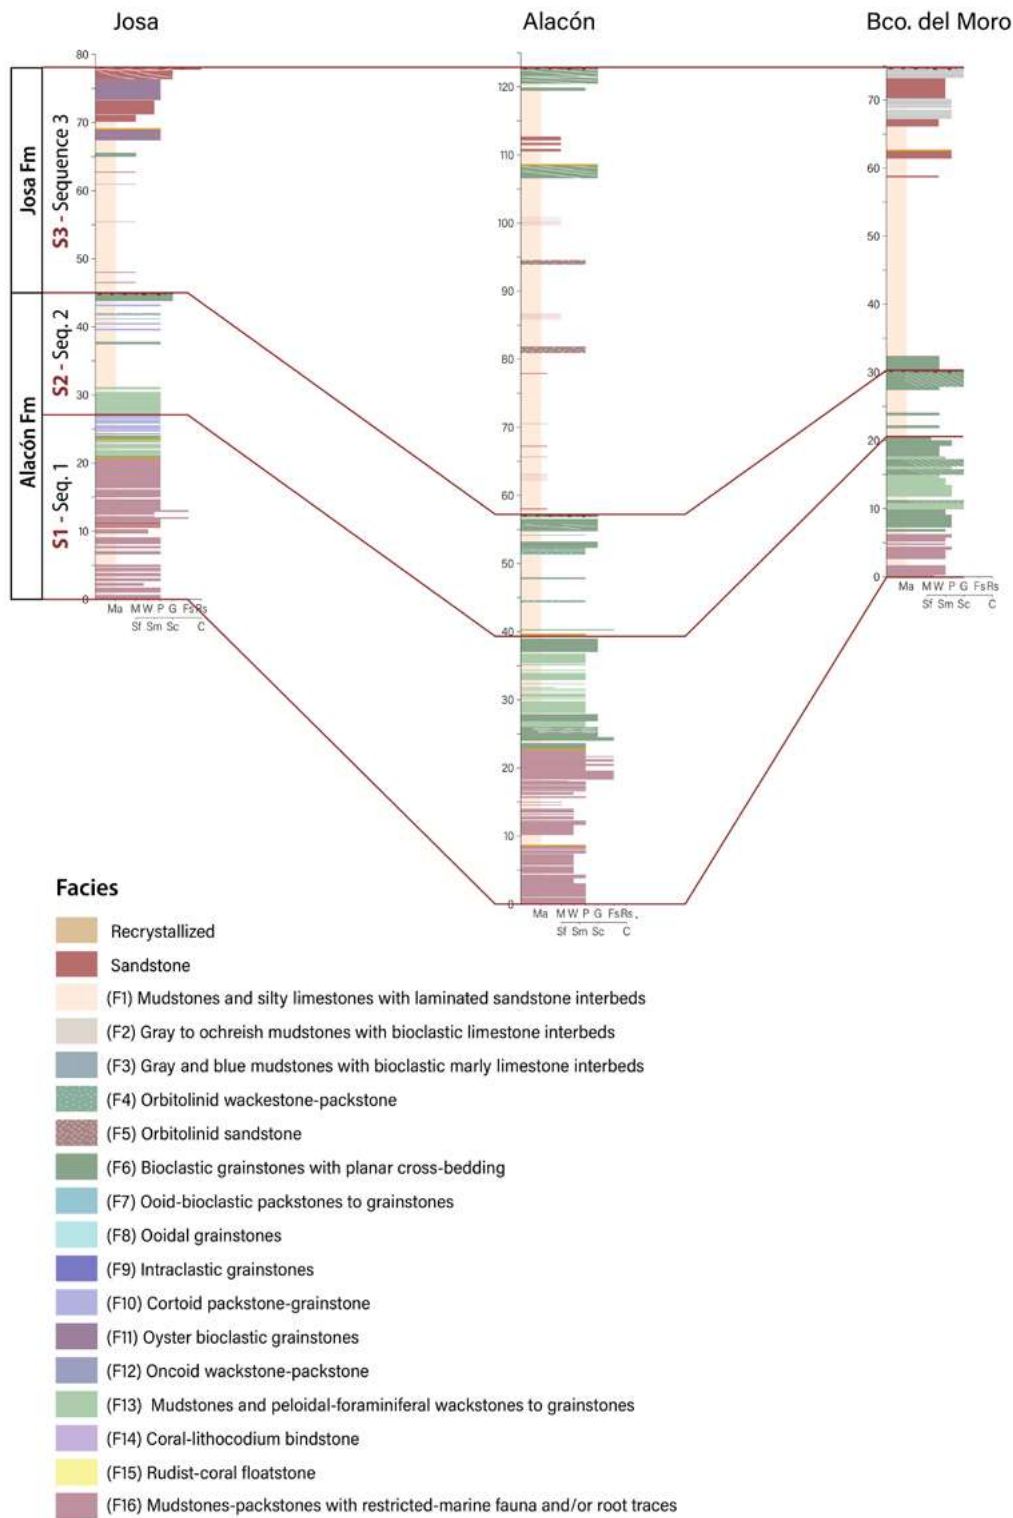 Josa
Alacón
Bco. del Moro
Josa Fm
Alacón Fm
S3 - Sequence 3
S2 - Seq. 2
S1 - Seq. 1
80
70
60
50
40
30
20
10
0
Ma M W P G Fs Rs
Sf Sm Sc C
120
110
100
90
80
70
60
50
40
30
20
10
0
Ma M W P G Fs Rs
Sf Sm Sc C
70
60
50
40
30
20
10
0
Ma M W P G Fs Rs
Sf Sm Sc C
Facies
Recrystallized
Sandstone
(F1) Mudstones and silty limestones with laminated sandstone interbeds
(F2) Gray to ochreish mudstones with bioclastic limestone interbeds
(F3) Gray and blue mudstones with bioclastic marly limestone interbeds
(F4) Orbitolinid wackestone-packstone
(F5) Orbitolinid sandstone
(F6) Bioclastic grainstones with planar cross-bedding
(F7) Ooid-bioclastic packstones to grainstones
(F8) Ooidal grainstones
(F9) Intraclastic grainstones
(F10) Cortoid packstone-grainstone
(F11) Oyster bioclastic grainstones
(F12) Oncoid wackstone-packstone
(F13) Mudstones and peloidal-foraminiferal wackstones to grainstones
(F14) Coral-lithocodium bindstone
(F15) Rudist-coral floatstone
(F16) Mudstones-packstones with restricted-marine fauna and/or root traces